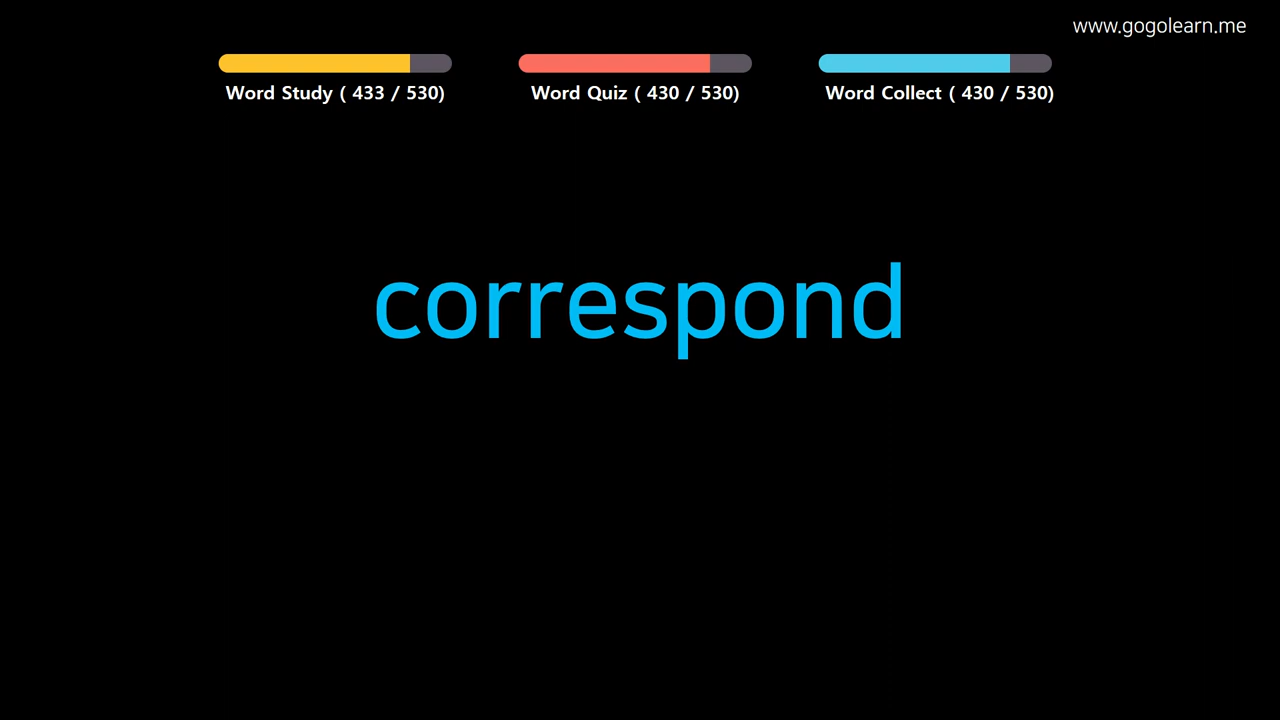 www.gogolearn.me
Word Study ( 433 / 530)
Word Quiz ( 430 / 530)
Word Collect ( 430 / 530)
correspond